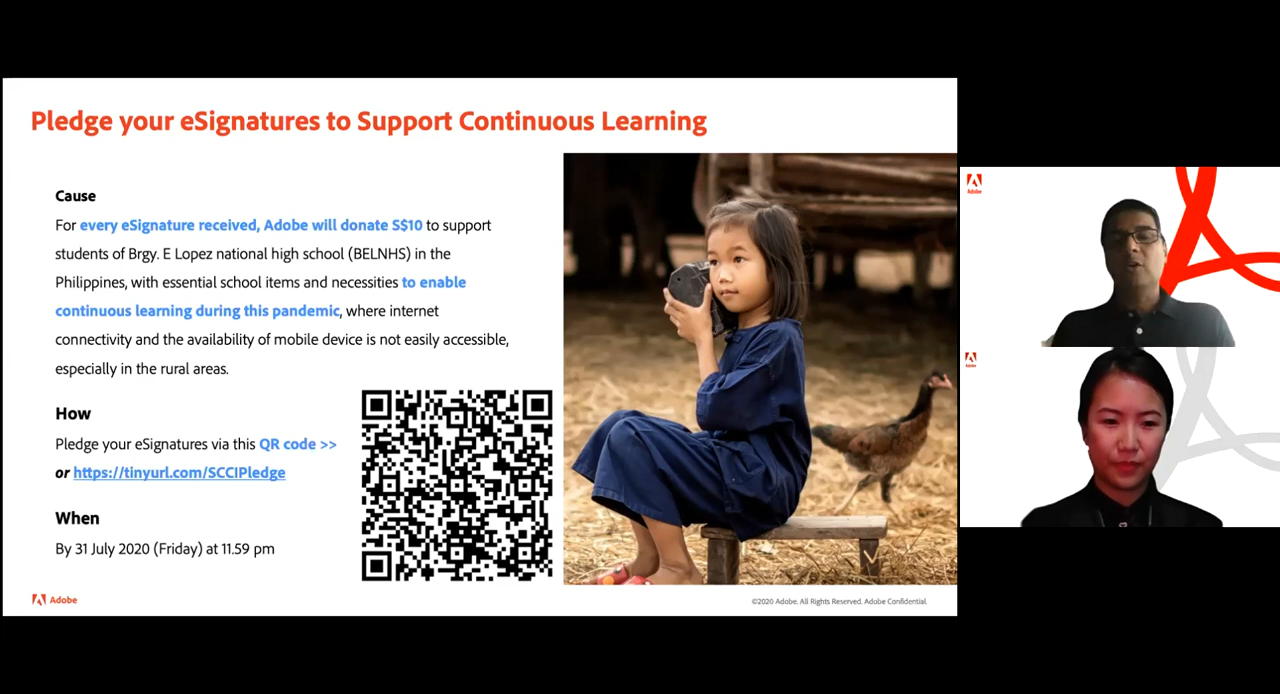 Pledge your eSignatures to Support Continuous Learning
Cause
For every eSignature received, Adobe will donate S$10 to support
students of Brgy. E Lopez national high school (BELNHS) in the
Philippines, with essential school items and necessities to enable
continuous learning during this pandemic, where internet
connectivity and the availability of mobile device is not easily accessible,
especially in the rural areas.
How
Pledge your eSignatures via this QR code >>
or https://tinyurl.com/SCCIPledge
When
By 31 July 2020 (Friday) at 11.59 pm
Adobe
©2020 Adobe. All Rights Reserved. Adobe Confidential.
Adobe
Adobe